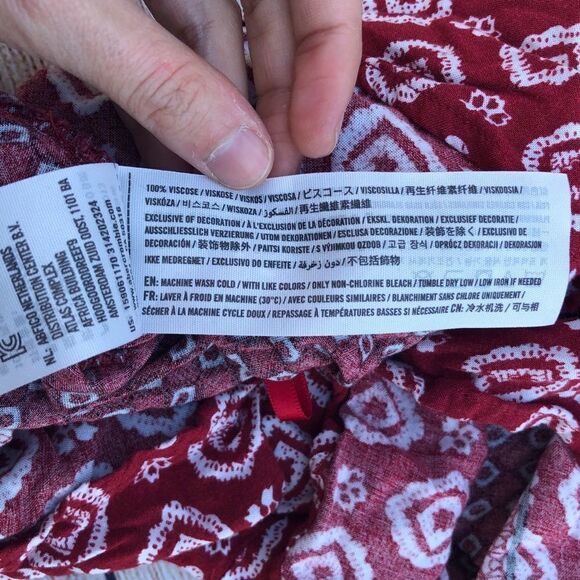 100% VISCOSE / VISKOSE / VISKOS / VISCOSA / ビスコース / VISCOSILLA / 再生纤维素纤维 / VISKOOSIA /
VISKÓZA / 비스코스 / WISKOZA / الفسكوز / 再生纖維素纖維
EXCLUSIVE OF DECORATION / À L'EXCLUSION DE LA DÉCORATION / EKSKL. DEKORATION / EXCLUSIEF DECORATIE /
AUSSCHLIESSLICH VERZIERUNG / UTOM DEKORATIONEN / ESCLUSA DECORAZIONE / 装飾を除く / EXCLUSIVO DE
DECORACIÓN / 装饰物除外 / PAITSI KORISTE / S VÝJIMKOU OZDOB / 고급 장식 / OPRÓCZ DEKORACJI / DEKORASJON
IKKE MEDREGNET / EXCLUSIVO DO ENFEITE / بدون زخرفة / 不包括飾物
EN: MACHINE WASH COLD / WITH LIKE COLORS / ONLY NON-CHLORINE BLEACH / TUMBLE DRY LOW / LOW IRON IF NEEDED
FR: LAVER À FROID EN MACHINE (30°C) / AVEC COULEURS SIMILAIRES / BLANCHIMENT SANS CHLORE UNIQUEMENT /
SÉCHER À LA MACHINE CYCLE DOUX / REPASSAGE À TEMPÉRATURES BASSES SI NÉCESSAIRE CN: 冷水机洗 / 可与相
NL: ABFICO NETHERLANDS
DISTRIBUTION CENTER B.V.
ATLAS COMPLEX
AFRICA BUILDING
HOOGOORDDREEF9
AMSTERDAM ZUID OOST 1101 BA